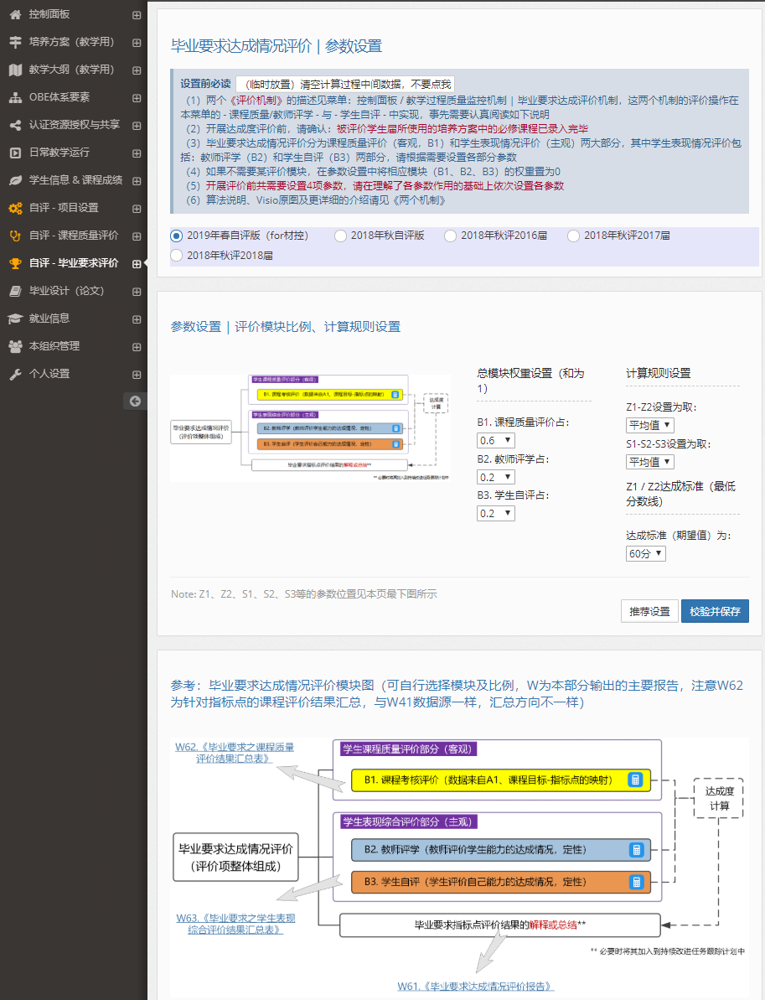 控制面板
培养方案（教学用）
教学大纲（教学用）
OBE体系要素
认证资源授权与共享
日常教学运行
学生信息 & 课程成绩
自评 - 项目设置
自评 - 课程质量评价
自评 - 毕业要求评价
毕业设计（论文）
就业信息
本组织管理
个人设置
毕业要求达成情况评价 | 参数设置
设置前必读 （临时放置）清空计算过程中间数据，不要点我
（1）两个《评价机制》的描述见菜单：控制面板 / 教学过程质量监控机制 | 毕业要求达成评价机制，这两个机制的评价操作在
本菜单的 - 课程质量/教师评学 - 与 - 学生自评 - 中实现，事先需要认真阅读如下说明
（2）开展达成度评价前，请确认：被评价学生届所使用的培养方案中的必修课程已录入完毕
（3）毕业要求达成情况评价分为课程质量评价（客观，B1）和学生表现情况评价（主观）两大部分，其中学生表现情况评价包
括：教师评学（B2）和学生自评（B3）两部分，请根据需要设置各部分参数
（4）如果不需要某评价模块，在参数设置中将相应模块（B1、B2、B3）的权重置为0
（5）开展评价前共需要设置4项参数，请在理解了各参数作用的基础上依次设置各参数
（6）算法说明、Visio原图及更详细的介绍请见《两个机制》
2019年春自评版（for材控） 2018年秋自评版 2018年秋评2016届 2018年秋评2017届
2018年秋评2018届
参数设置 | 评价模块比例、计算规则设置
学生课程质量评价部分（客观）
B1. 课程考核评价（数据来自A1、课程目标-指标点的映射）
达成度
计算
学生表现综合评价部分（主观）
毕业要求达成情况评价
（评价项整体组成）
B2. 教师评学（教师评价学生能力的达成情况，定性）
B3. 学生自评（学生评价自己能力的达成情况，定性）
毕业要求指标点评价结果的解释或总结**
** 必要时将其加入到持续改进任务跟踪计划中
总模块权重设置（和为
1）
B1. 课程质量评价占：
0.6
B2. 教师评学占：
0.2
B3. 学生自评占：
0.2
计算规则设置
Z1-Z2设置为取：
平均值
S1-S2-S3设置为取：
平均值
Z1 / Z2达成标准（最低
分数线）
达成标准（期望值）为：
60分
Note: Z1、Z2、S1、S2、S3等的参数位置见本页最下图所示
推荐设置 校验并保存
参考：毕业要求达成情况评价模块图（可自行选择模块及比例，W为本部分输出的主要报告，注意W62
为针对指标点的课程评价结果汇总，与W41数据源一样，汇总方向不一样）
W62.《毕业要求之课程质量
评价结果汇总表》
学生课程质量评价部分（客观）
B1. 课程考核评价（数据来自A1、课程目标-指标点的映射）
达成度
计算
学生表现综合评价部分（主观）
毕业要求达成情况评价
（评价项整体组成）
B2. 教师评学（教师评价学生能力的达成情况，定性）
B3. 学生自评（学生评价自己能力的达成情况，定性）
W63.《毕业要求之学生表现
综合评价结果汇总表》
毕业要求指标点评价结果的解释或总结**
** 必要时将其加入到持续改进任务跟踪计划中
W61.《毕业要求达成情况评价报告》